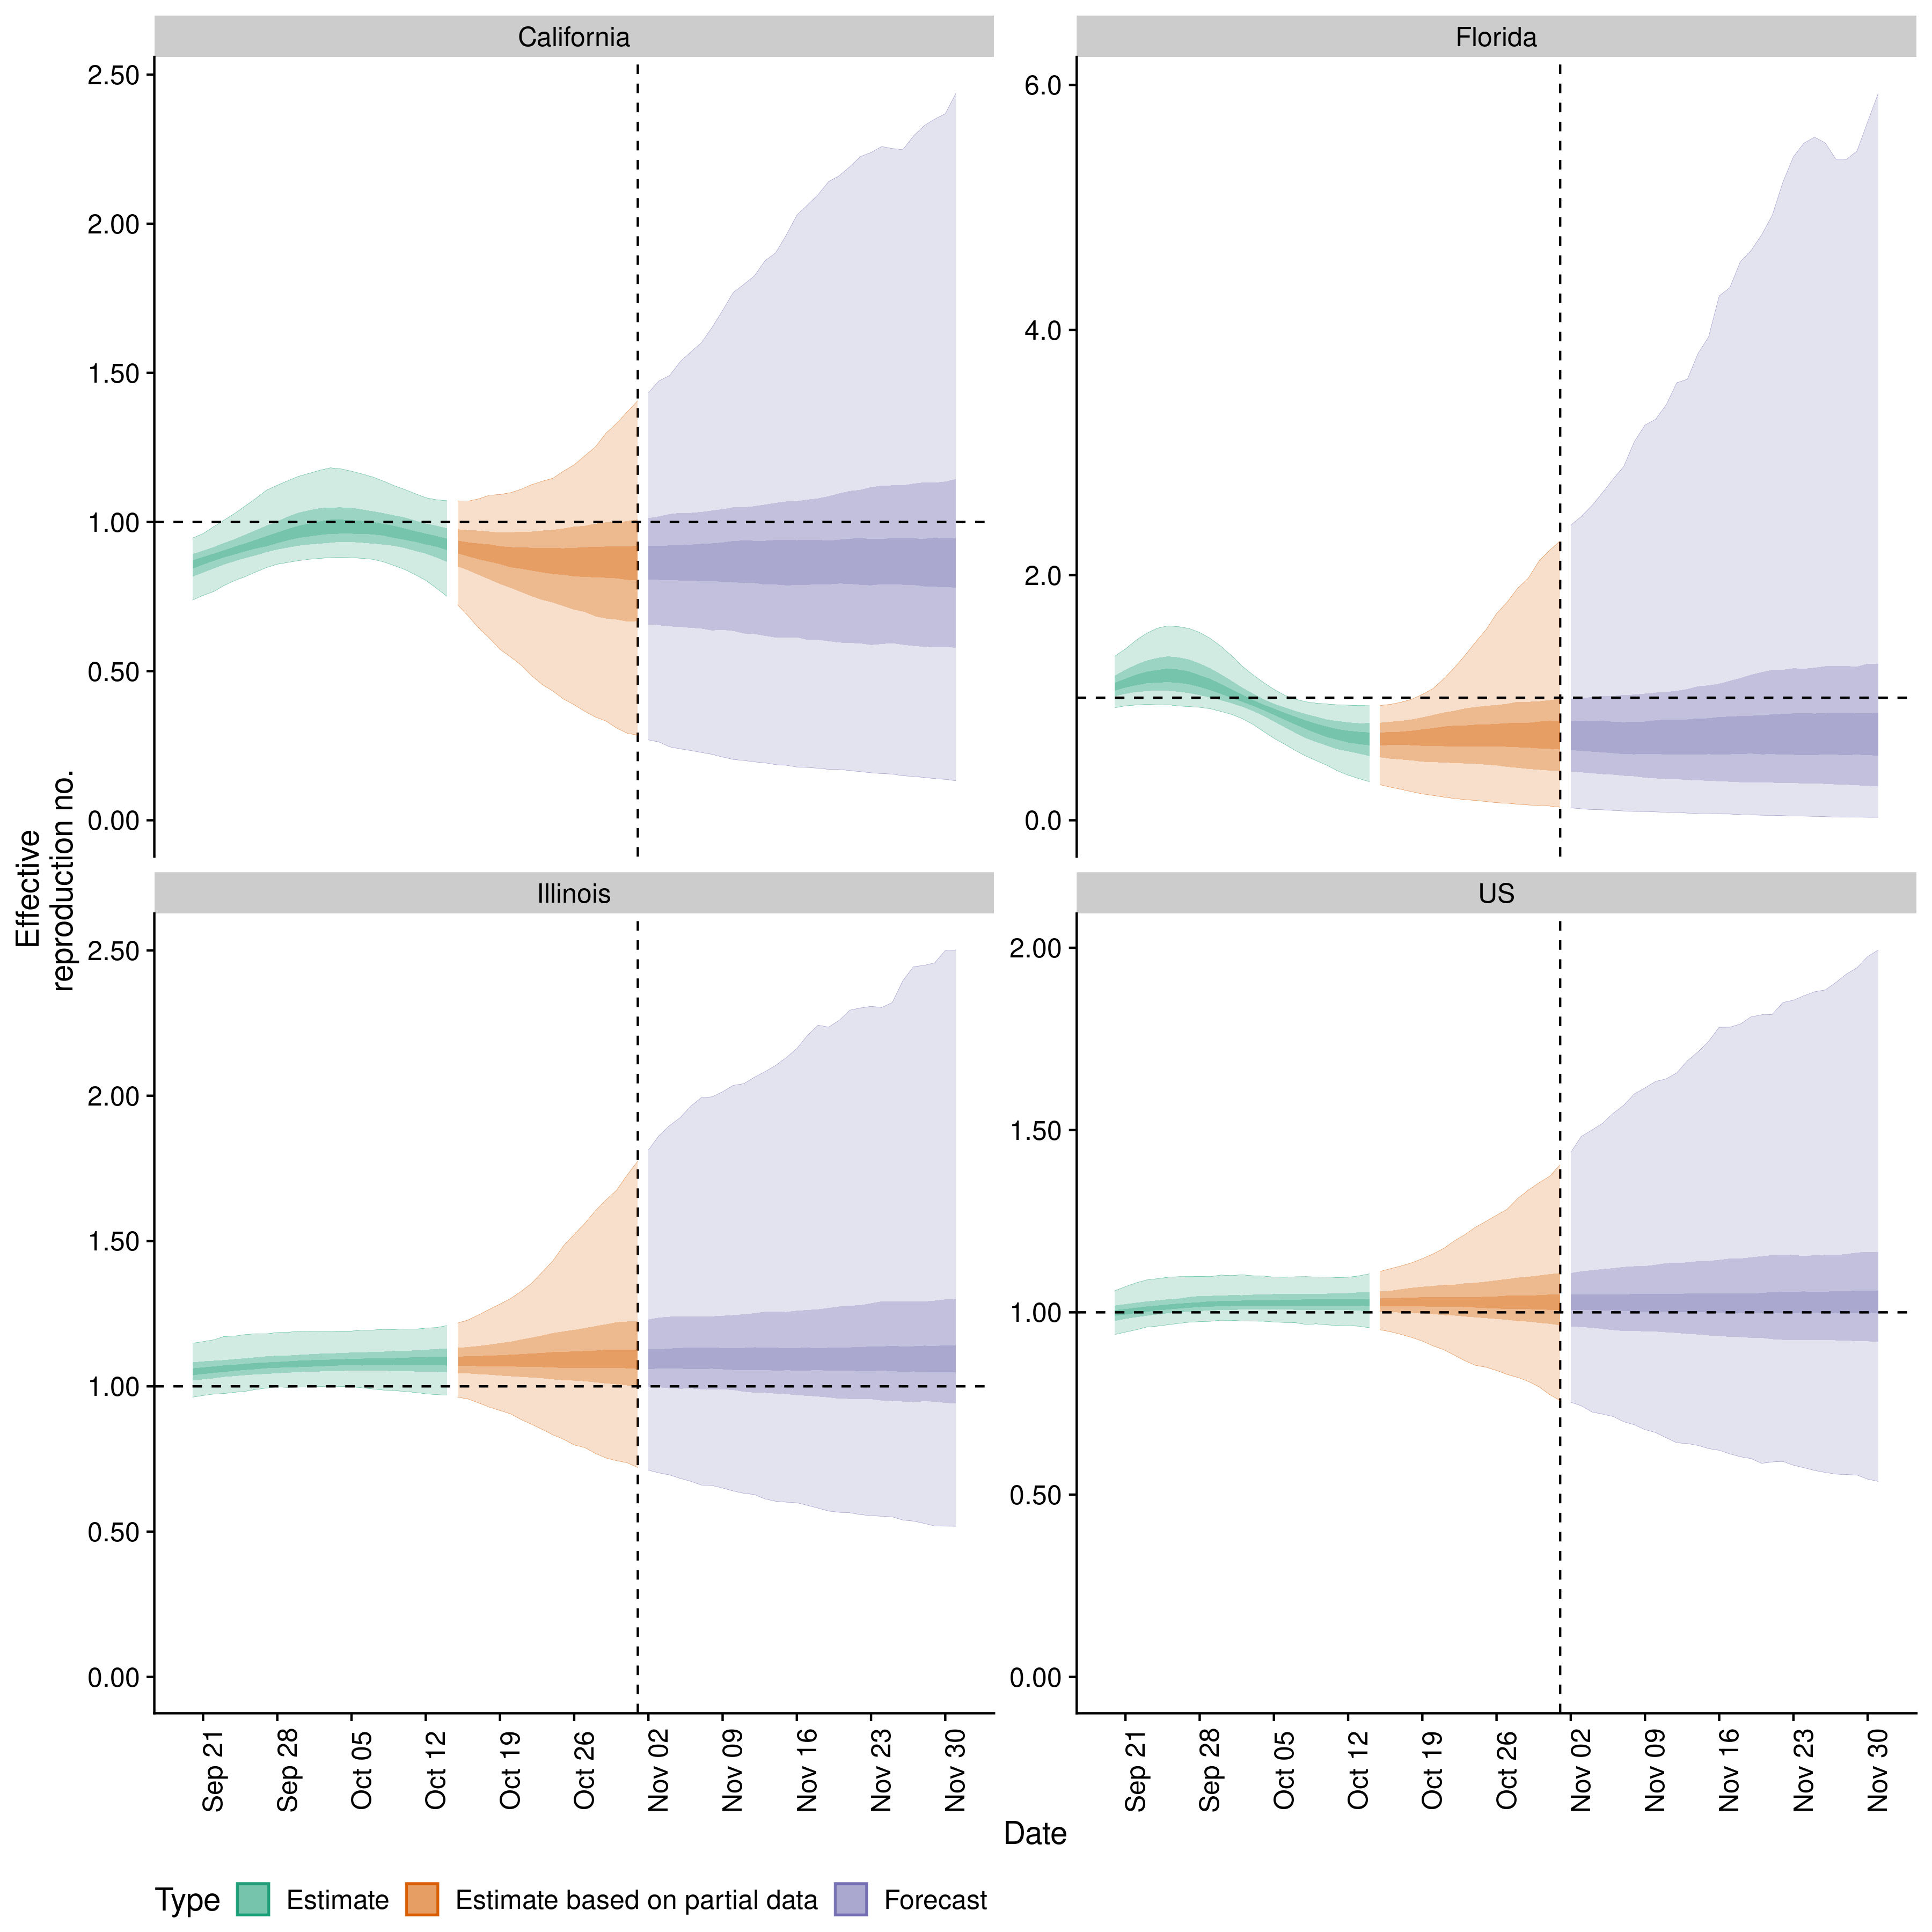 California
Florida
2.50
2.00
1.50
1.00
0.50
0.00
6.0
4.0
2.0
0.0
Effective
reproduction no.
Illinois
US
2.50
2.00
1.50
1.00
0.50
0.00
2.00
1.50
1.00
0.50
0.00
Sep 21
Sep 28
Oct 05
Oct 12
Oct 19
Oct 26
Nov 02
Nov 09
Nov 16
Nov 23
Nov 30
Sep 21
Sep 28
Oct 05
Oct 12
Oct 19
Oct 26
Nov 02
Nov 09
Nov 16
Nov 23
Nov 30
Date
Type Estimate Estimate based on partial data Forecast